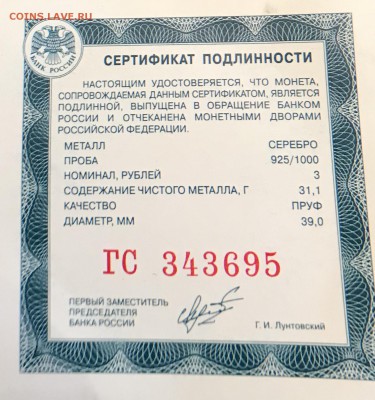 COINS.LAVE.RU
БАНК РОССИИ
СЕРТИФИКАТ ПОДЛИННОСТИ
НАСТОЯЩИМ УДОСТОВЕРЯЕТСЯ, ЧТО МОНЕТА,
СОПРОВОЖДАЕМАЯ ДАННЫМ СЕРТИФИКАТОМ, ЯВЛЯЕТСЯ
ПОДЛИННОЙ, ВЫПУЩЕНА В ОБРАЩЕНИЕ БАНКОМ
РОССИИ И ОТЧЕКАНЕНА МОНЕТНЫМИ ДВОРАМИ
РОССИЙСКОЙ ФЕДЕРАЦИИ.
МЕТАЛЛ СЕРЕБРО
ПРОБА 925/1000
НОМИНАЛ, РУБЛЕЙ 3
СОДЕРЖАНИЕ ЧИСТОГО МЕТАЛЛА, Г 31,1
КАЧЕСТВО ПРУФ
ДИАМЕТР, ММ 39,0
ГС 343695
ПЕРВЫЙ ЗАМЕСТИТЕЛЬ
ПРЕДСЕДАТЕЛЯ
БАНКА РОССИИ
Г. И. Лунтовский